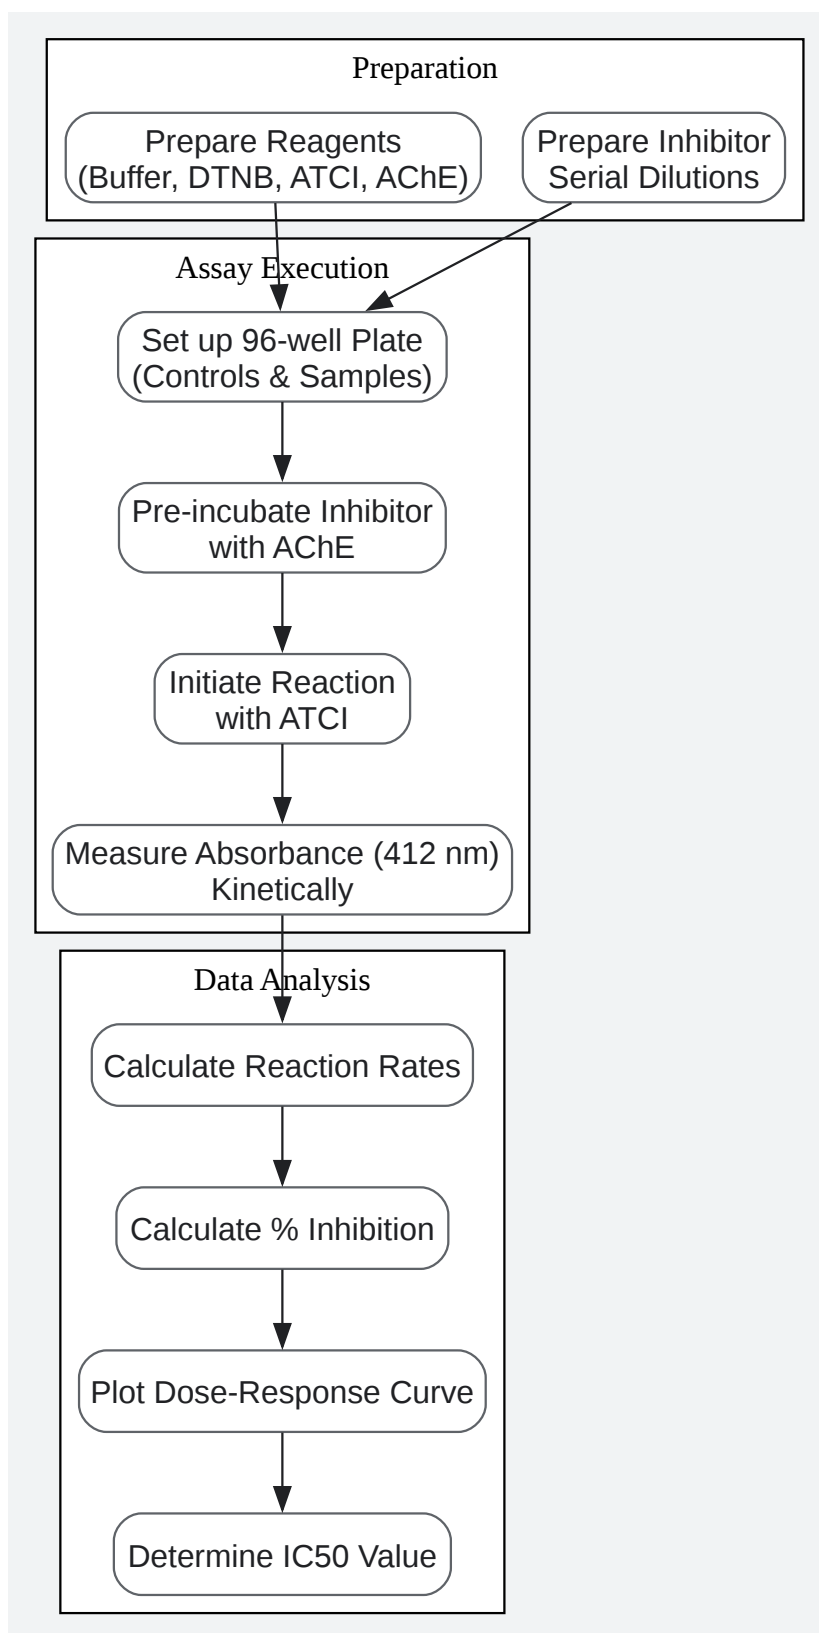 Preparation
Prepare Reagents
(Buffer, DTNB, ATCI, AChE)
Prepare Inhibitor
Serial Dilutions
Assay Execution
Set up 96-well Plate
(Controls & Samples)
Pre-incubate Inhibitor
with AChE
Initiate Reaction
with ATCI
Measure Absorbance (412 nm)
Kinetically
Data Analysis
Calculate Reaction Rates
Calculate % Inhibition
Plot Dose-Response Curve
Determine IC50 Value